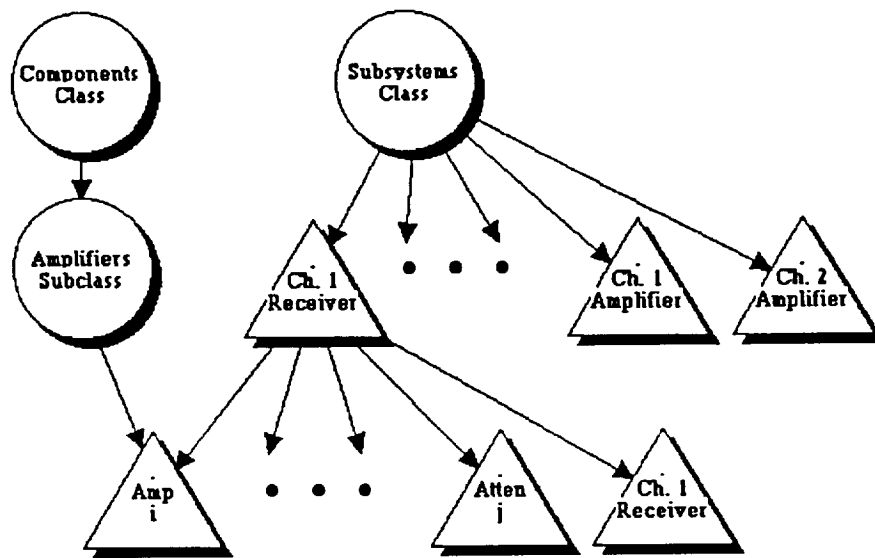 Components
Class
Subsystems
Class
Amplifiers
Subclass
Ch. 1
Receiver
Ch. 1
Amplifier
Ch. 2
Amplifier
Amp
i
Atten
j
Ch. 1
Receiver